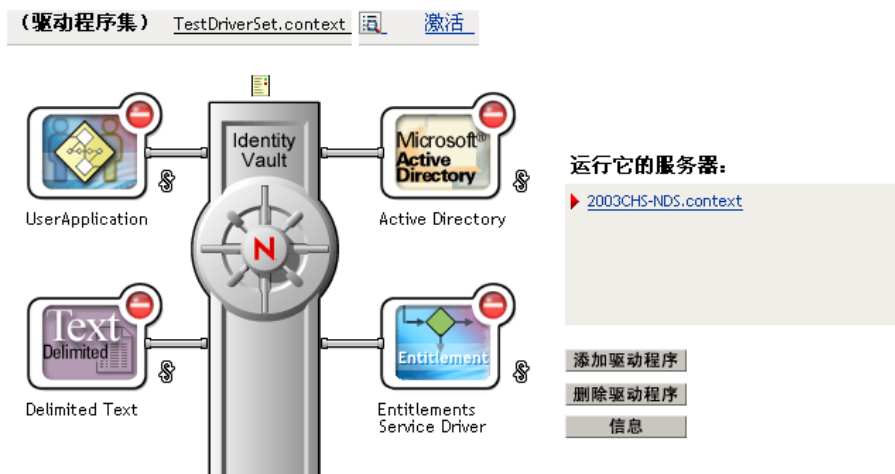 （驱动程序集） TestDriverSet.context 激活
Identity
Vault
Microsoft®
Active
Directory
UserApplication
Active Directory
运行它的服务器:
2003CHS-NDS.context
N
Text
Delimited
Entitlement
添加驱动程序
删除驱动程序
信息
Delimited Text
Entitlements
Service Driver